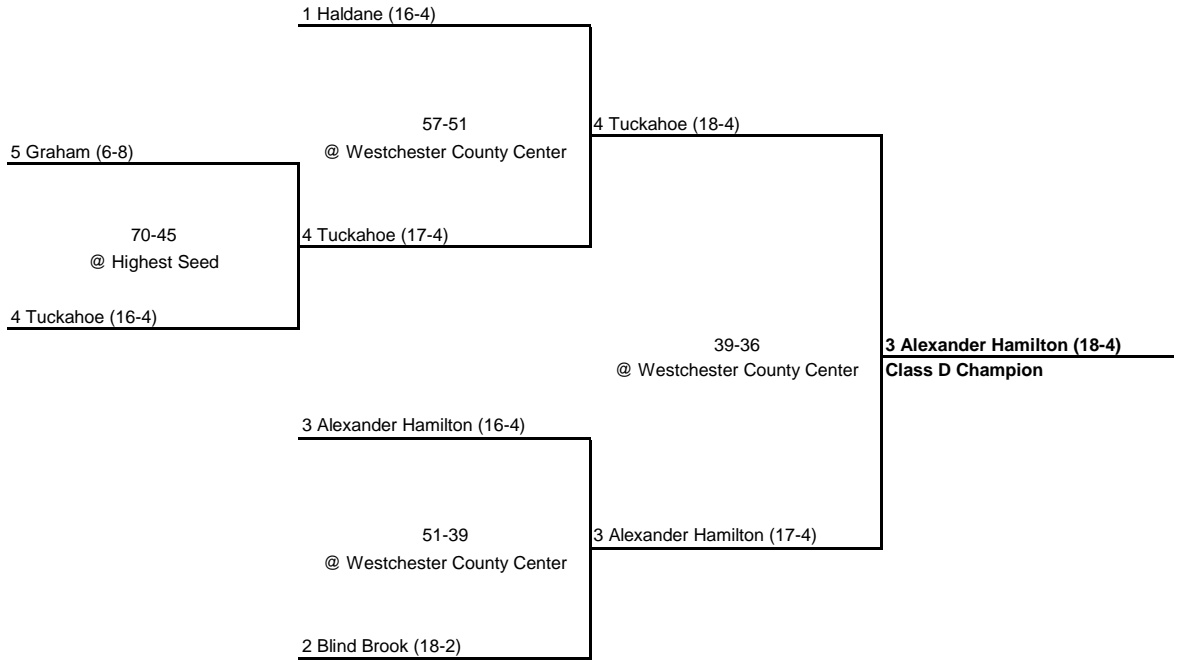 1 Haldane (16-4)
57-51
@ Westchester County Center
4 Tuckahoe (18-4)
5 Graham (6-8)
70-45
@ Highest Seed
4 Tuckahoe (17-4)
4 Tuckahoe (16-4)
39-36
@ Westchester County Center
3 Alexander Hamilton (18-4)
Class D Champion
3 Alexander Hamilton (16-4)
51-39
@ Westchester County Center
3 Alexander Hamilton (17-4)
2 Blind Brook (18-2)